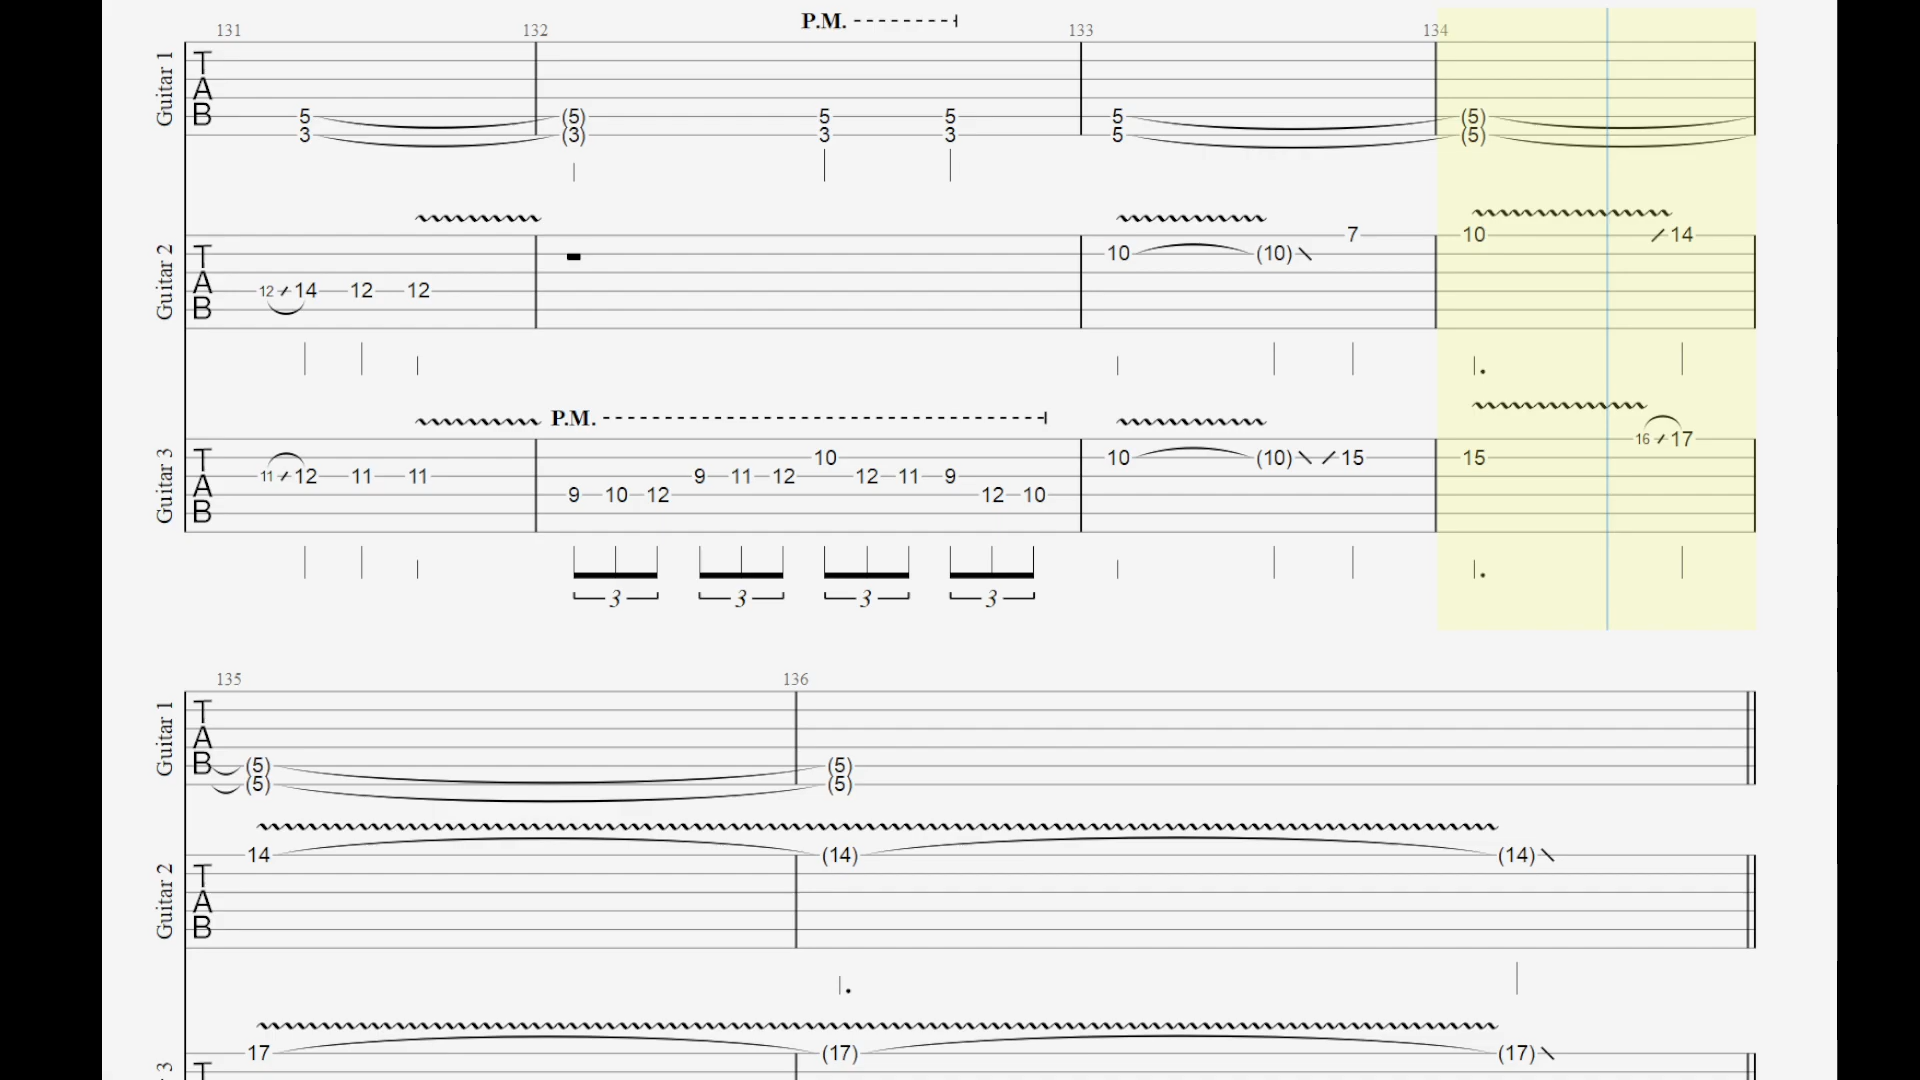 P.M.
131 132 133 134
Guitar 1
T
A
B
5 (5) 5 5 5 (5)
3 (3) 3 3 5 (5)
Guitar 2
T
A
B
7 10 14
10 (10)
12 14 12 12
P.M.
Guitar 3
T
A
B
16 17
10 10 (10) 15 15
11 12 11 11 9 11 12 12 11 9
9 10 12 12 10
3 3 3 3
135 136
Guitar 1
T
A
B
(5) (5)
(5) (5)
Guitar 2
T
A
B
14 (14) (14)
17 (17) (17)
3
T